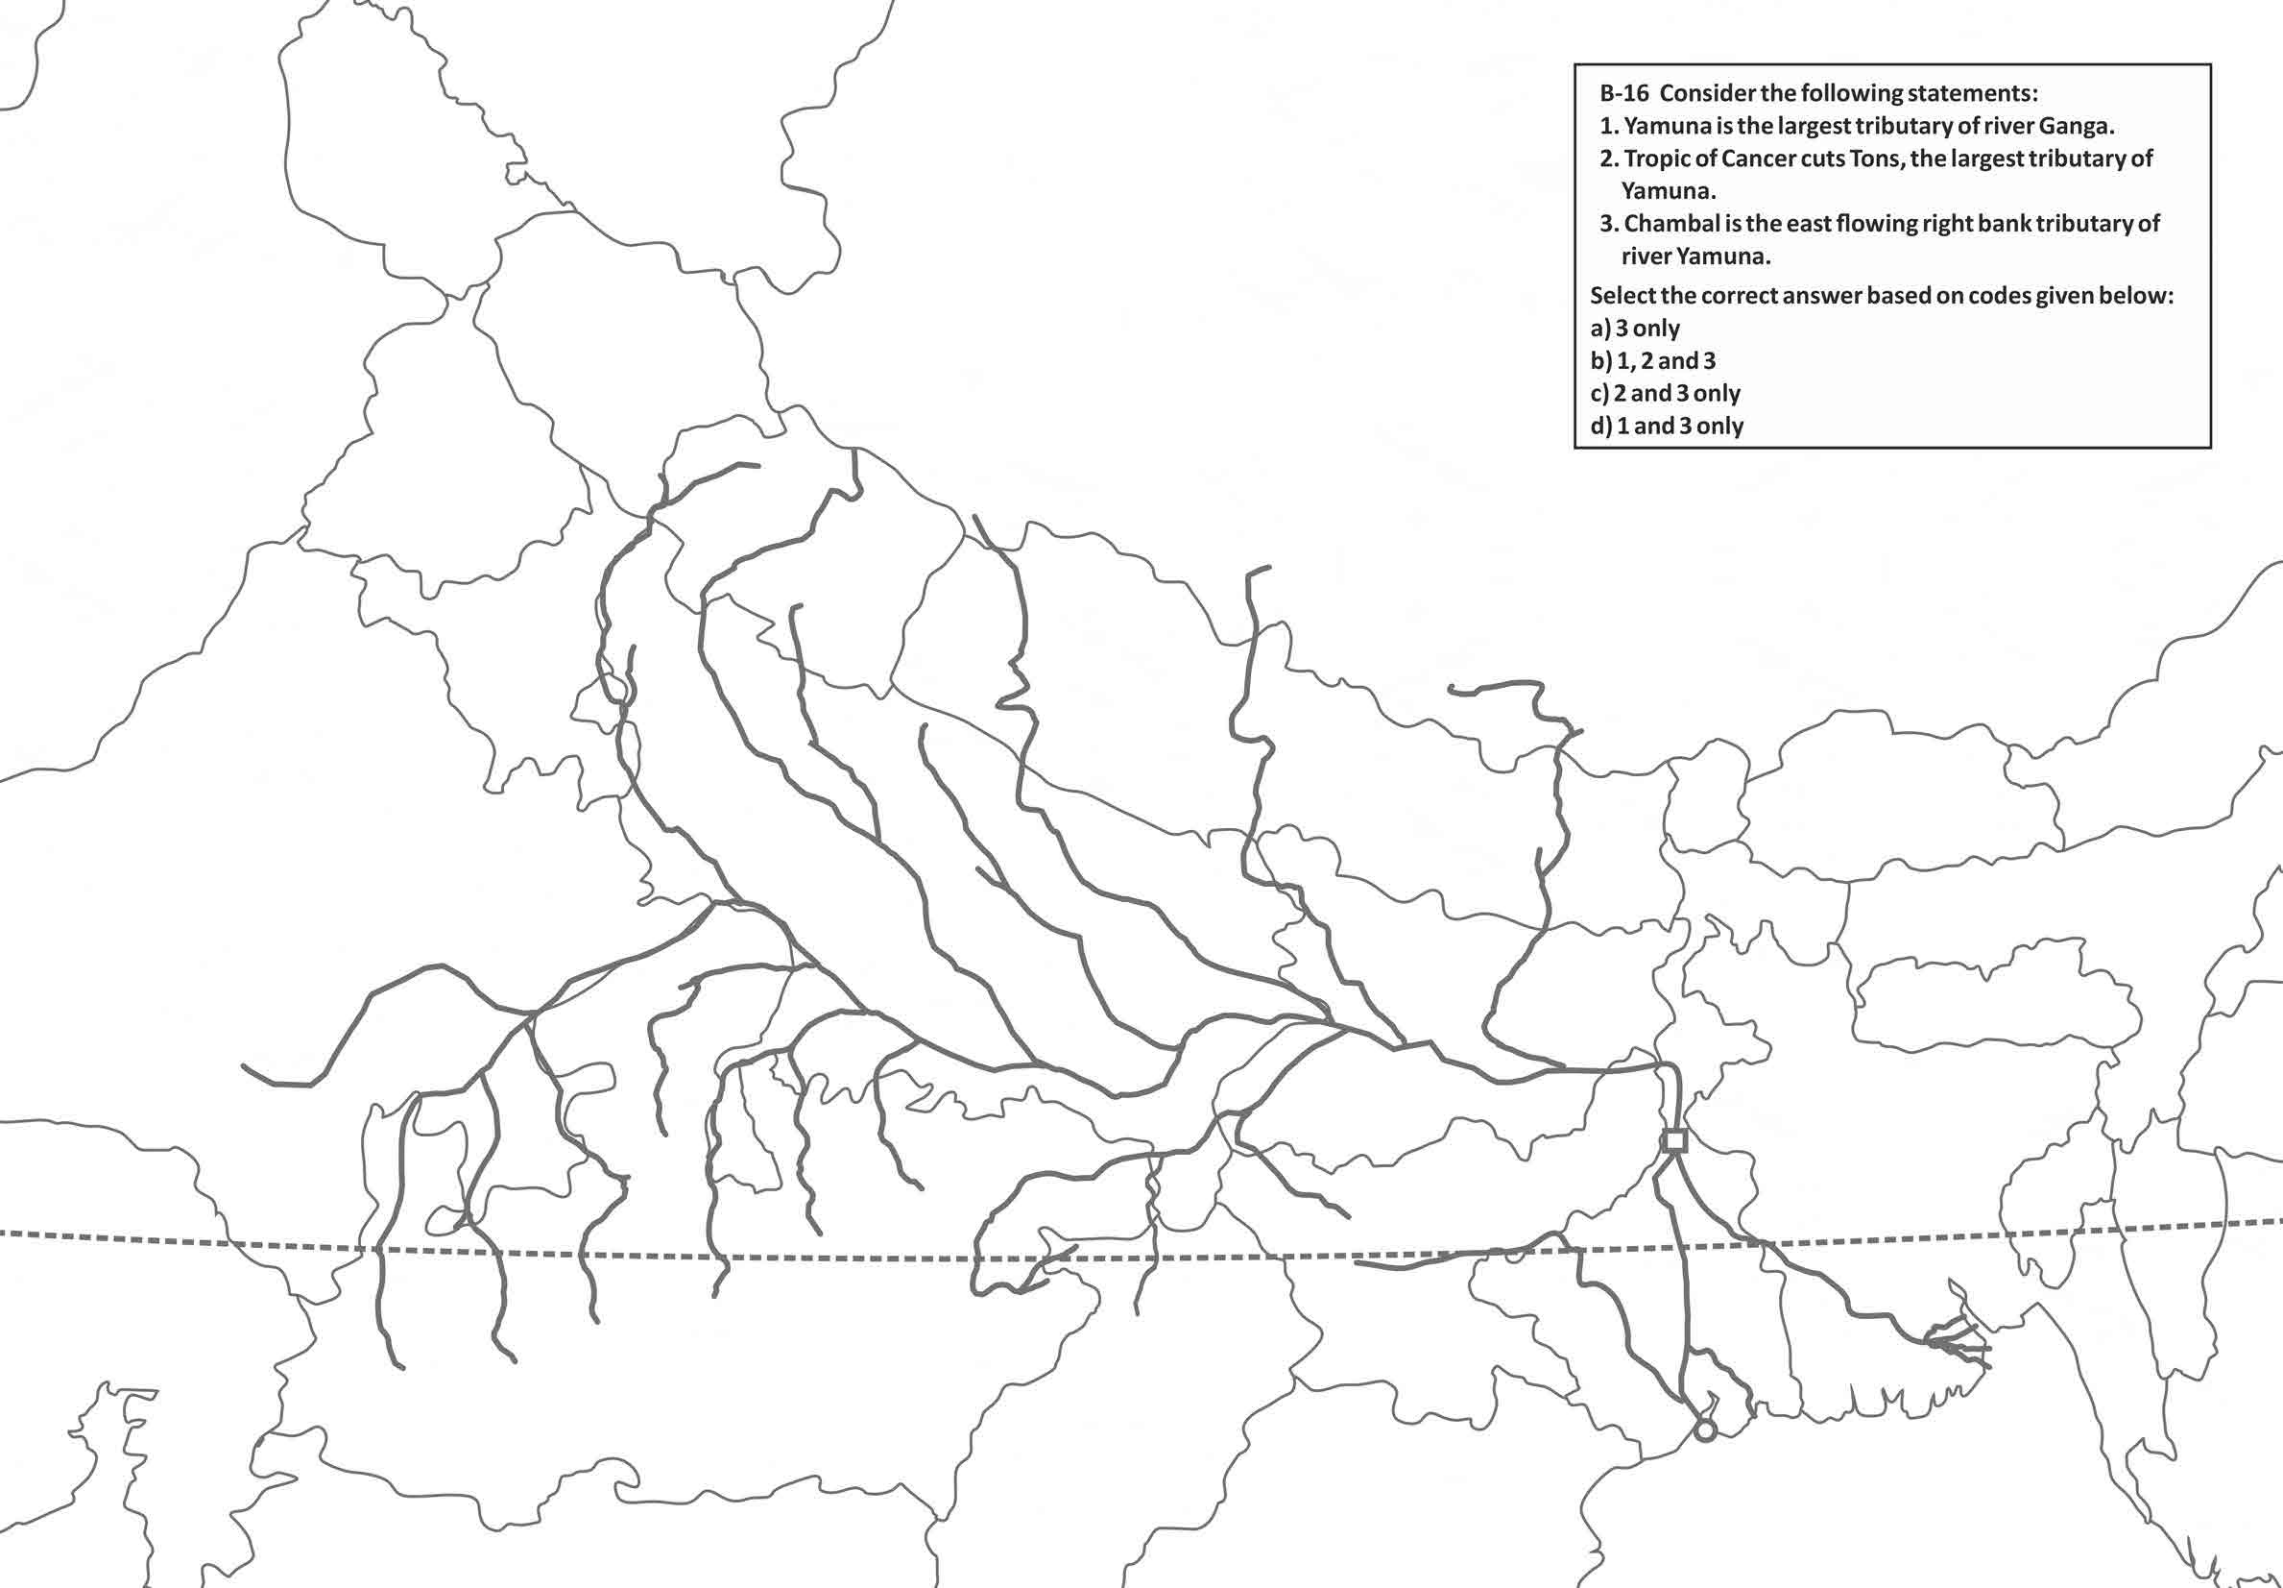 B-16 Consider the following statements:
1. Yamuna is the largest tributary of river Ganga.
2. Tropic of Cancer cuts Tons, the largest tributary of
Yamuna.
3. Chambal is the east flowing right bank tributary of
river Yamuna.
Select the correct answer based on codes given below:
a) 3 only
b) 1, 2 and 3
c) 2 and 3 only
d) 1 and 3 only